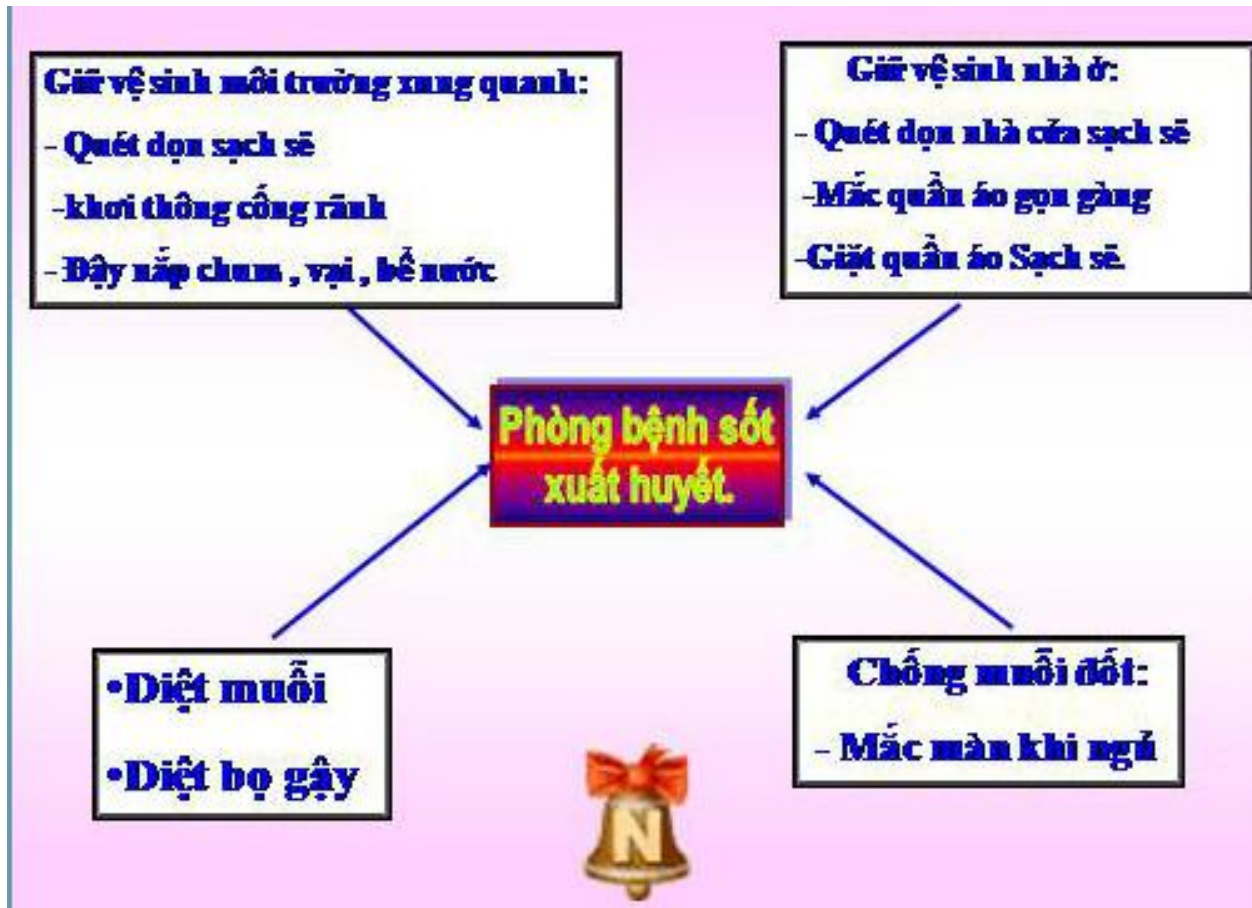 Giữ vệ sinh môi trường xung quanh:
- Quét dọn sạch sẽ
-khơi thông cống rãnh
- Đậy nắp chum , vại , bể nước
Giữ vệ sinh nhà ở:
- Quét dọn nhà cửa sạch sẽ
-Mắc quần áo gọn gàng
-Giặt quần áo Sạch sẽ.
Phòng bệnh sốt
xuất huyết.
•Diệt muỗi
•Diệt bọ gậy
Chống muỗi đốt:
- Mắc màn khi ngủ
N